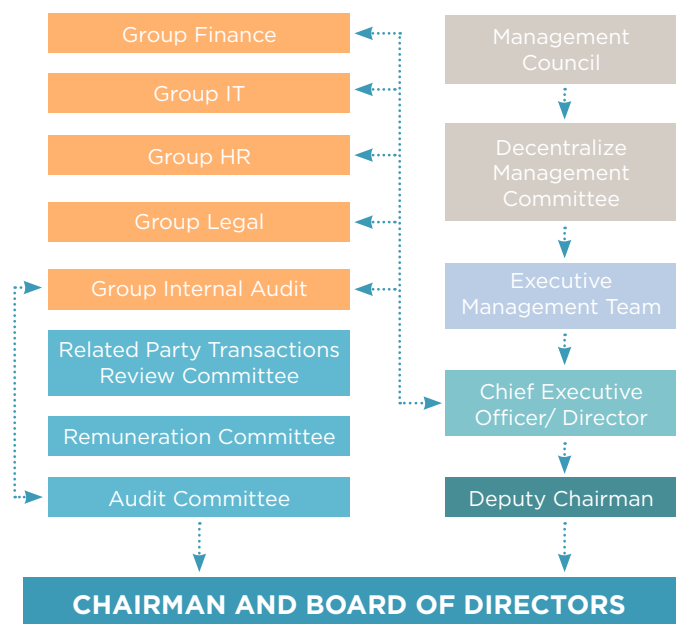 Group Finance
Group IT
Group HR
Group Legal
Group Internal Audit
Related Party Transactions
Review Committee
Remuneration Committee
Audit Committee
Management
Council
Decentralize
Management
Committee
Executive
Management Team
Chief Executive
Officer/ Director
Deputy Chairman
CHAIRMAN AND BOARD OF DIRECTORS